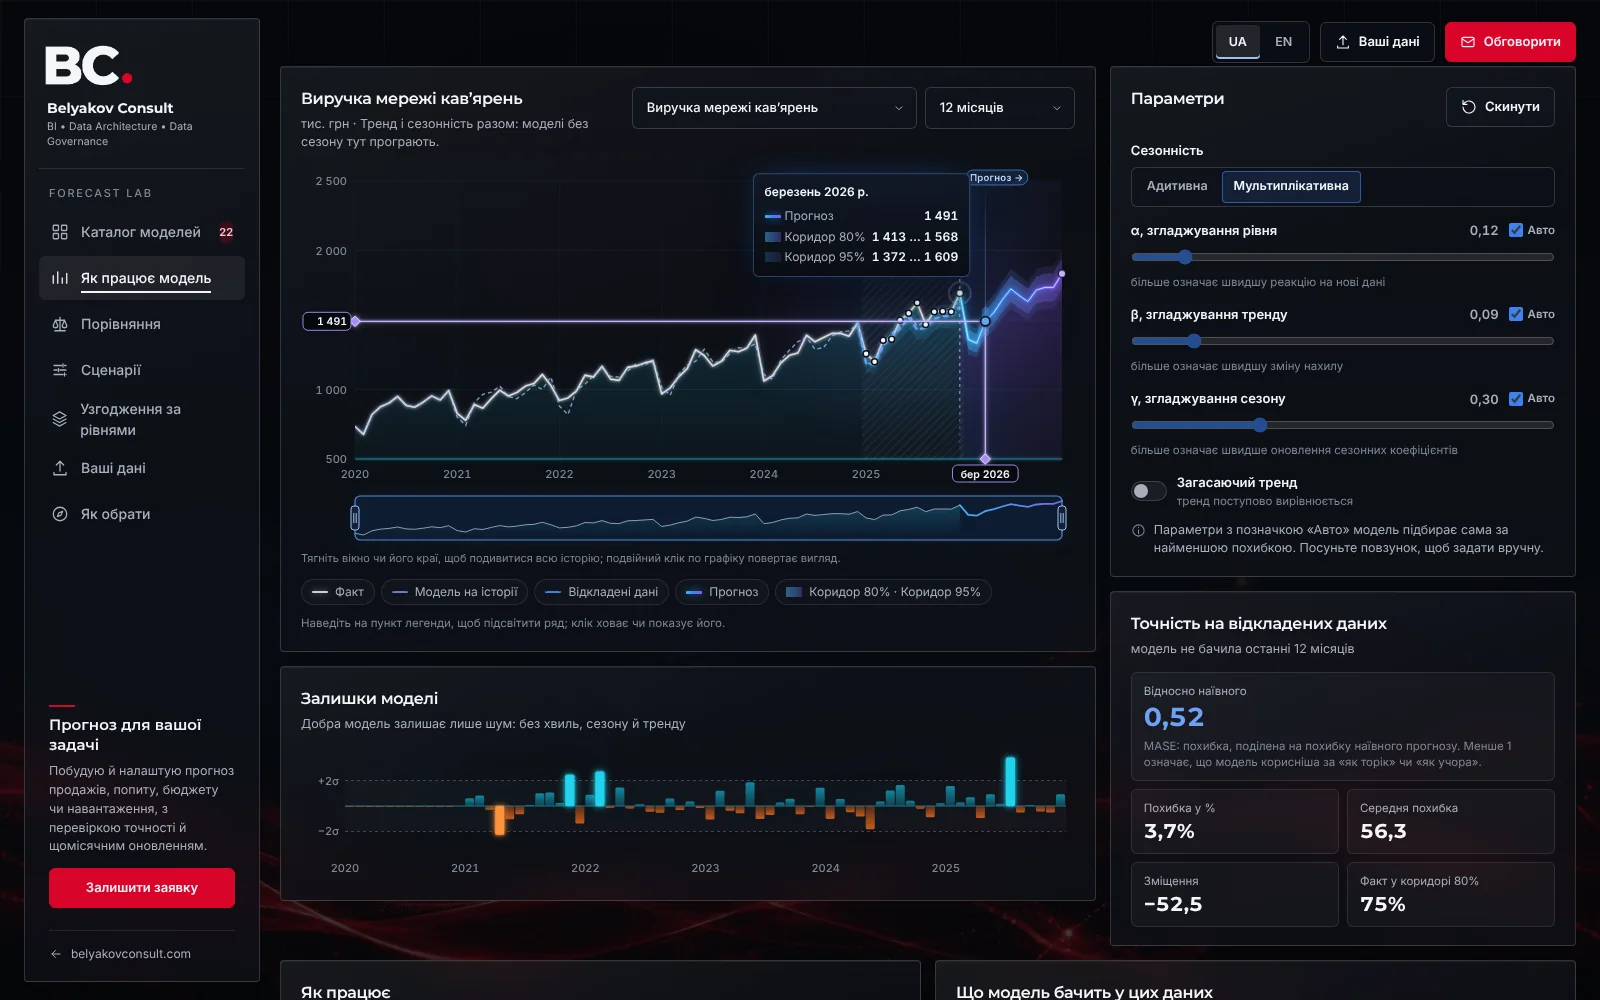 BC.
Belyakov Consult
BI • Data Architecture • Data
Governance
FORECAST LAB
Каталог моделей 22
Як працює модель
Порівняння
Сценарії
Узгодження за
рівнями
Ваші дані
Як обрати
Прогноз для вашої
задачі
Побудую й налаштую прогноз
продажів, попиту, бюджету
чи навантаження, з
перевіркою точності й
щомісячним оновленням.
Залишити заявку
← belyakovconsult.com
UA EN Ваші дані Обговорити
Виручка мережі кав’ярень
тис. грн · Тренд і сезонність разом: моделі без
сезону тут програють.
Виручка мережі кав’ярень
12 місяців
2 500
2 000
1 491
1 000
500
Прогноз →
березень 2026 р.
Прогноз 1 491
Коридор 80% 1 413 … 1 568
Коридор 95% 1 372 … 1 609
2020 2021 2022 2023 2024 2025 бер 2026
Тягніть вікно чи його краї, щоб подивитися всю історію; подвійний клік по графіку повертає вигляд.
Факт Модель на історії Відкладені дані Прогноз Коридор 80% · Коридор 95%
Наведіть на пункт легенди, щоб підсвітити ряд; клік ховає чи показує його.
Залишки моделі
Добра модель залишає лише шум: без хвиль, сезону й тренду
+2σ
−2σ
2020 2021 2022 2023 2024 2025
Параметри
Скинути
Сезонність
Адитивна Мультиплікативна
α, згладжування рівня 0,12 Авто
більше означає швидшу реакцію на нові дані
β, згладжування тренду 0,09 Авто
більше означає швидшу зміну нахилу
γ, згладжування сезону 0,30 Авто
більше означає швидше оновлення сезонних коефіцієнтів
Загасаючий тренд
тренд поступово вирівнюється
Параметри з позначкою «Авто» модель підбирає сама за
найменшою похибкою. Посуньте повзунок, щоб задати вручну.
Точність на відкладених даних
модель не бачила останні 12 місяців
Відносно наївного
0,52
MASE: похибка, поділена на похибку наївного прогнозу. Менше 1
означає, що модель корисніша за «як торік» чи «як учора».
Похибка у %
3,7%
Середня похибка
56,3
Зміщення
−52,5
Факт у коридорі 80%
75%
Як працює
Що модель бачить у цих даних